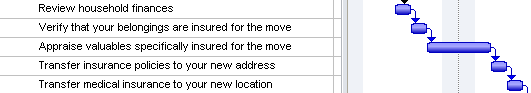 Review household finances
Verify that your belongings are insured for the move
Appraise valuables specifically insured for the move
Transfer insurance policies to your new address
Transfer medical insurance to your new location